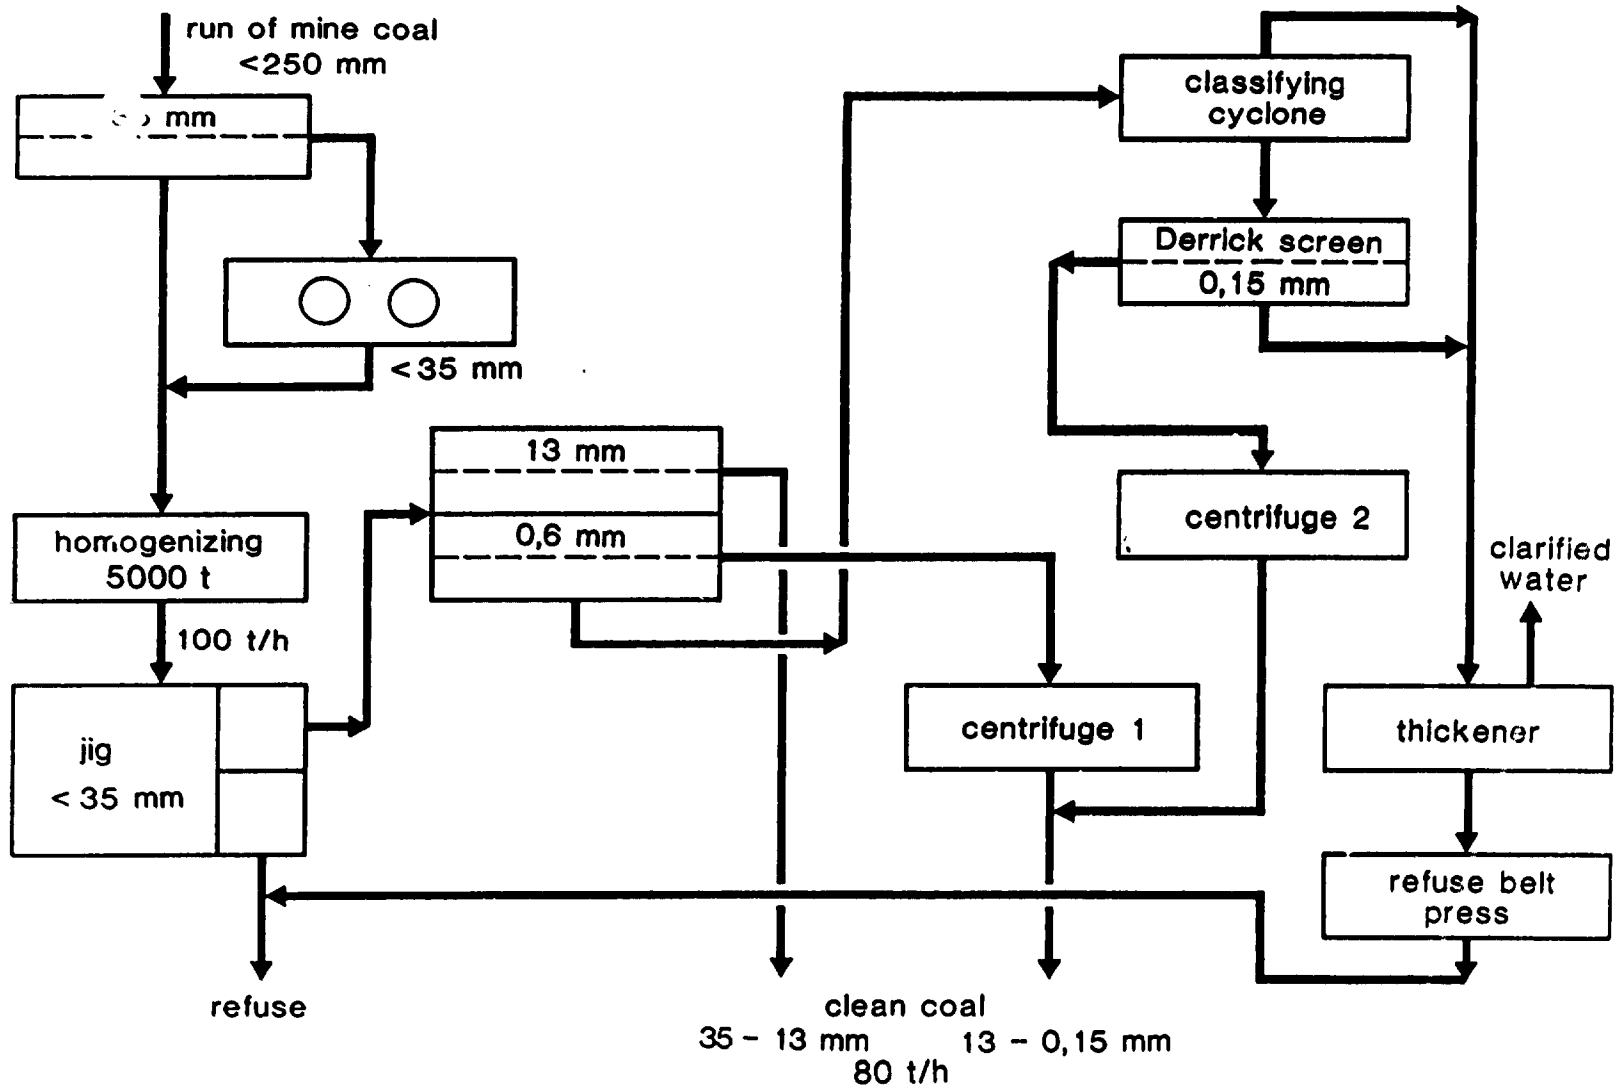 run of mine coal
<250 mm
mm
<35 mm
homogenizing
5000 t
100 t/h
jig
<35 mm
refuse
13 mm
0,6 mm
classifying
cyclone
Derrick screen
0,15 mm
centrifuge 2
centrifuge 1
clarified
water
thickener
refuse belt
press
clean coal
35 - 13 mm
13 - 0,15 mm
80 t/h